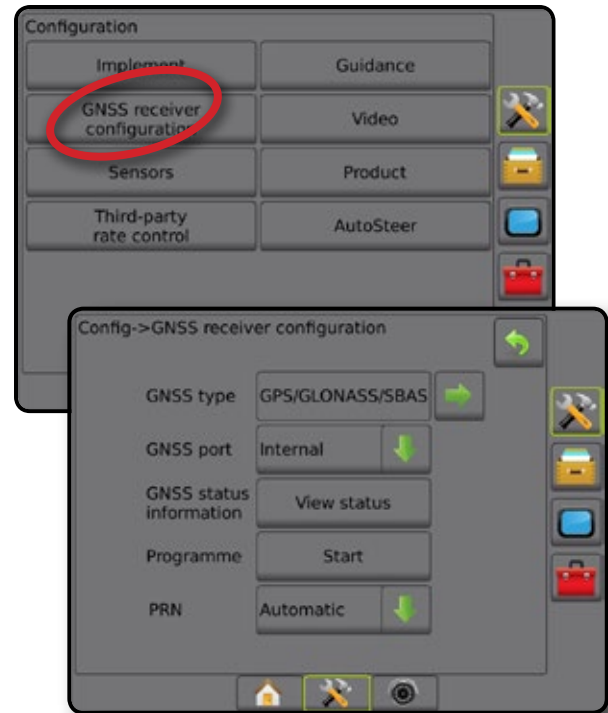 Configuration
Implement
Guidance
GNSS receiver
configuration
Video
Sensors
Product
Third-party
rate control
AutoSteer
Config->GNSS receiver configuration
GNSS type
GPS/GLONASS/SBAS
GNSS port
Internal
GNSS status
information
View status
Programme
Start
PRN
Automatic